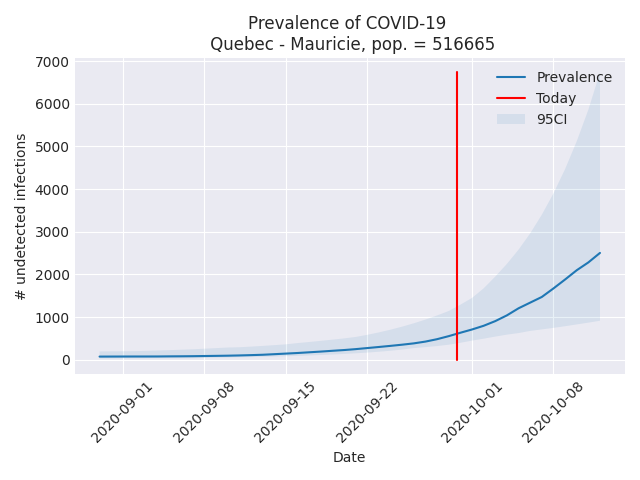 Prevalence of COVID-19
Quebec - Mauricie, pop. = 516665
7000
6000
5000
4000
3000
2000
1000
0
# undetected infections
Prevalence
Today
95CI
2020-09-01
2020-09-08
2020-09-15
2020-09-22
2020-10-01
2020-10-08
Date